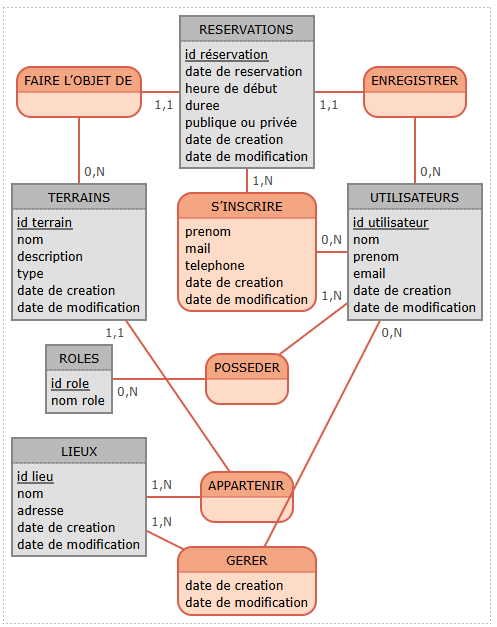 RESERVATIONS
id réservation
date de reservation
heure de début
duree
publique ou privée
date de creation
date de modification
FAIRE L'OBJET DE
1,1
0,N
ENREGISTRER
1,1
0,N
1,N
TERRAINS
id terrain
nom
description
type
date de creation
date de modification
S'INSCRIRE
prenom
mail
telephone
date de creation
date de modification
0,N
UTILISATEURS
id utilisateur
nom
prenom
email
date de creation
date de modification
1,N
0,N
1,1
ROLES
id role
nom role
0,N
POSSEDER
LIEUX
id lieu
nom
adresse
date de creation
date de modification
1,N
1,N
APPARTENIR
GERER
date de creation
date de modification